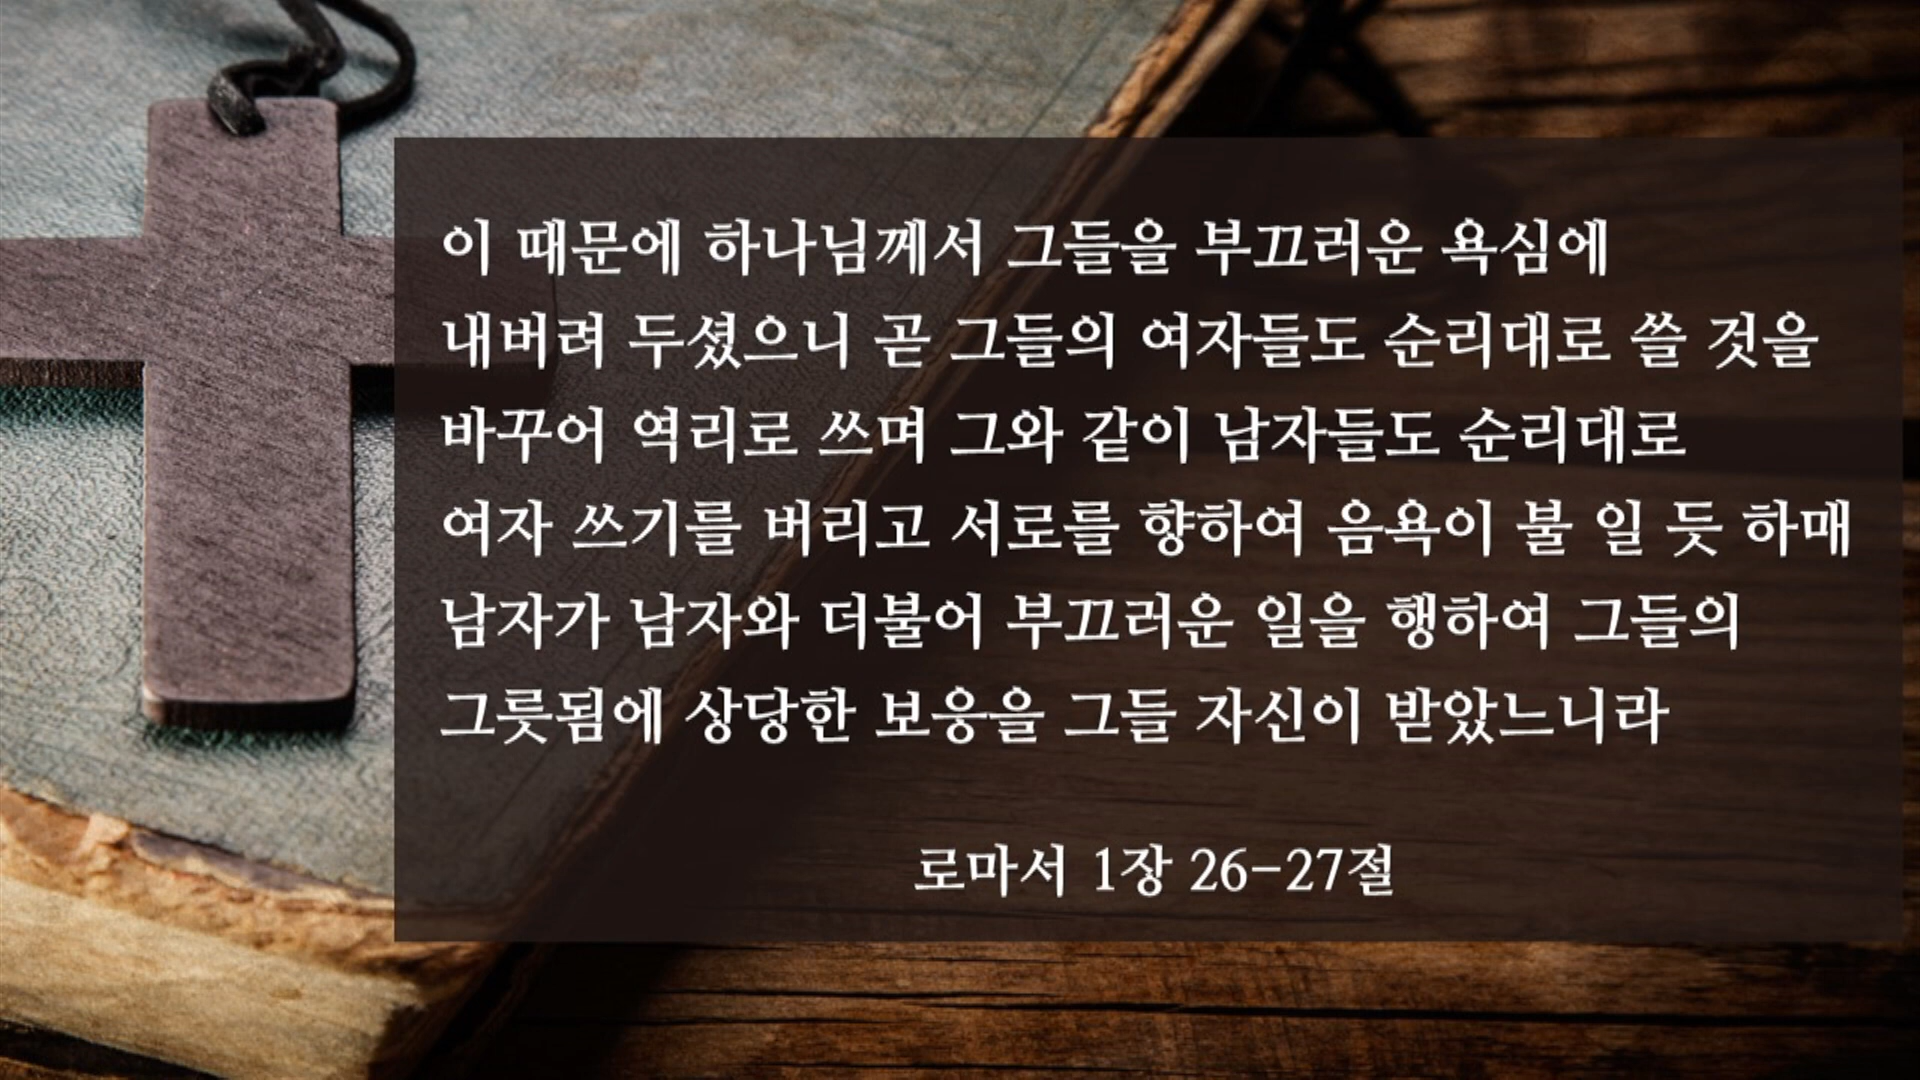 이 때문에 하나님께서 그들을 부끄러운 욕심에
내버려 두셨으니 곧 그들의 여자들도 순리대로 쓸 것을
바꾸어 역리로 쓰며 그와 같이 남자들도 순리대로
여자 쓰기를 버리고 서로를 향하여 음욕이 불 일 듯 하매
남자가 남자와 더불어 부끄러운 일을 행하여 그들의
그릇됨에 상당한 보응을 그들 자신이 받았느니라
로마서 1장 26-27절